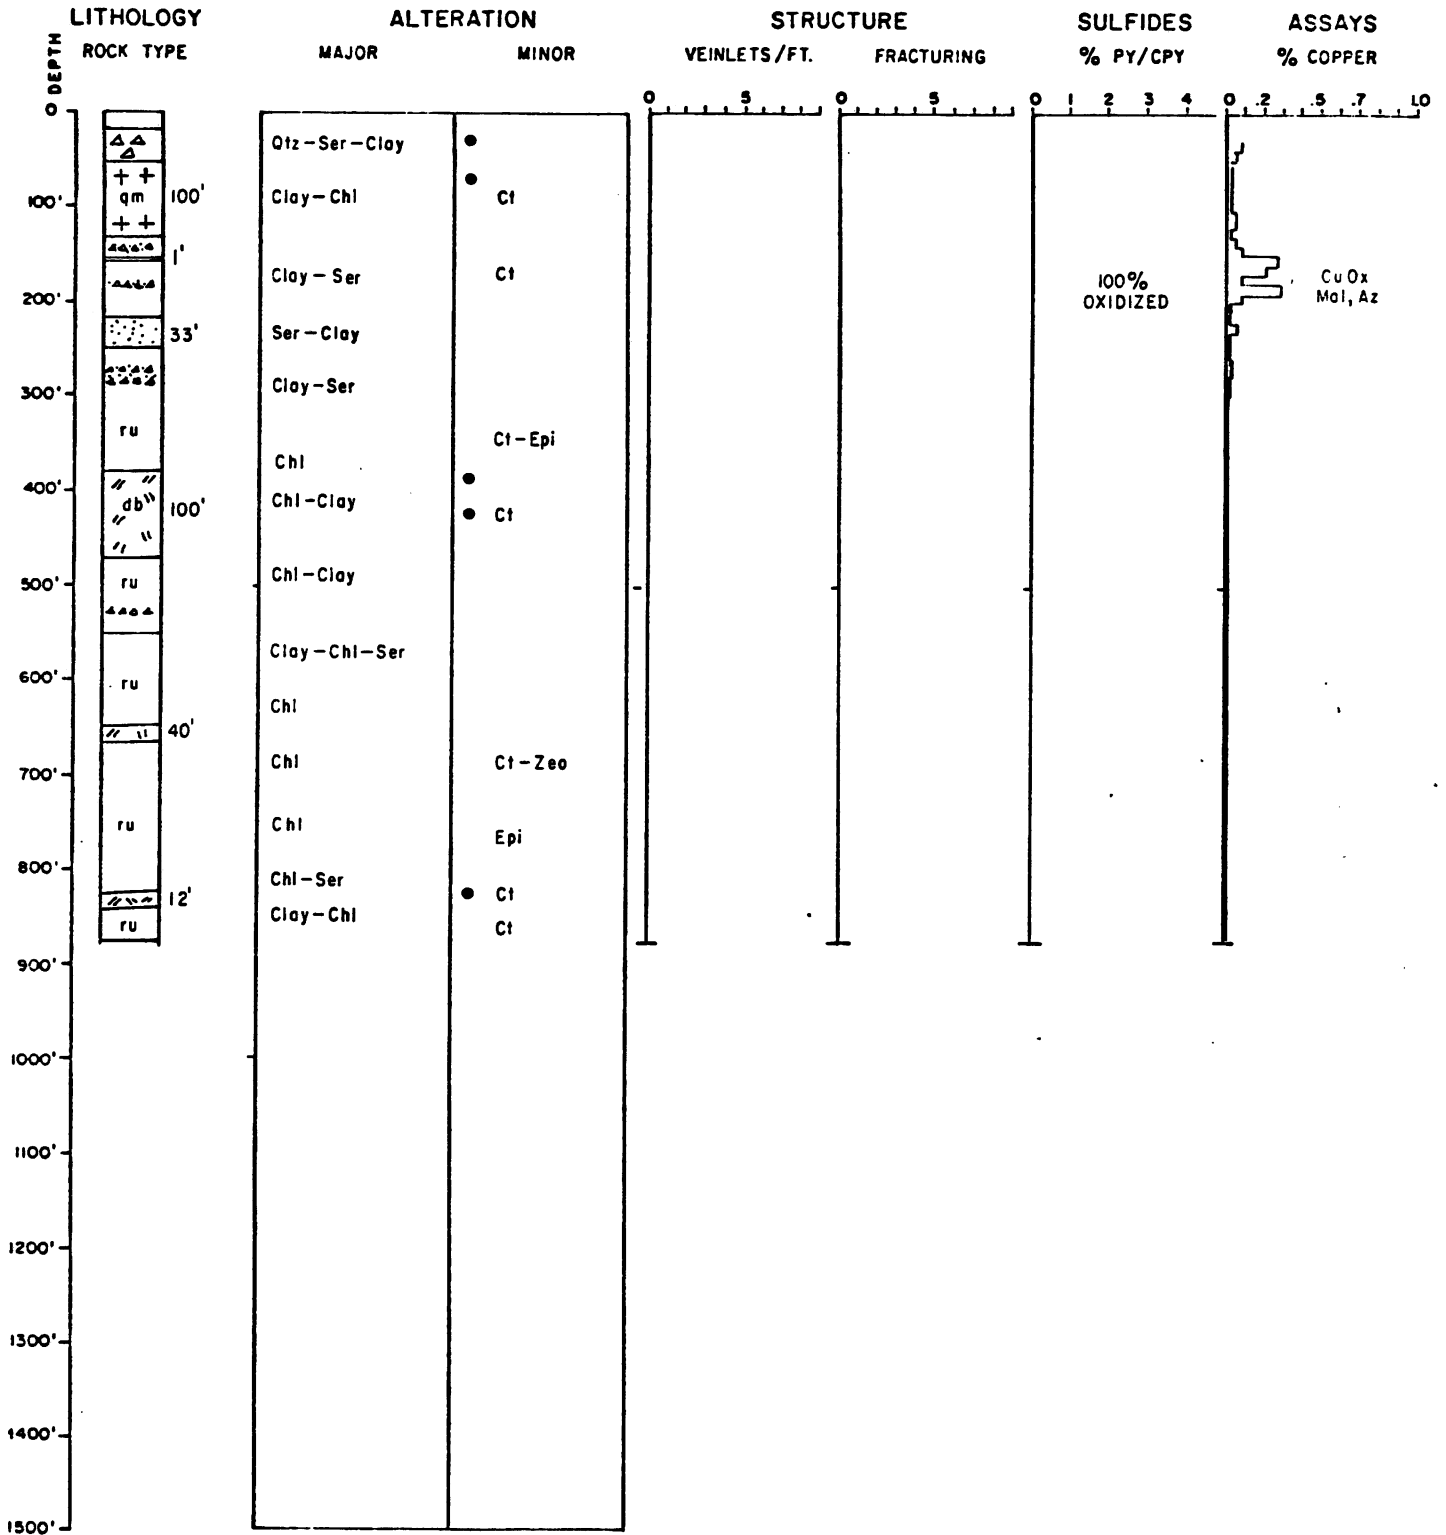 LITHOLOGY ALTERATION STRUCTURE SULFIDES ASSAYS
DEPTH ROCK TYPE MAJOR MINOR VEINLETS/FT. FRACTURING % PY/CPY % COPPER
0 5 0 5 0 1 2 3 4 0 .2 .5 .7 1.0
0
Qtz-Ser-Clay
100' qm 100' Clay-Chl Ct
1'
Clay-Ser Ct
200' 100% OXIDIZED CuOx Mal, Az
33' Ser-Clay
300' Clay-Ser
ru Ct-Epi
Chl
400' db 100' Chl-Clay Ct
500' ru Chl-Clay
Clay-Chl-Ser
600' ru
Chl
40'
700' Chl Ct-Zeo
ru Chl Epi
800'
Chl-Ser
12' Ct
Clay-Chl
ru Ct
900'
1000'
1100'
1200'
1300'
1400'
1500'